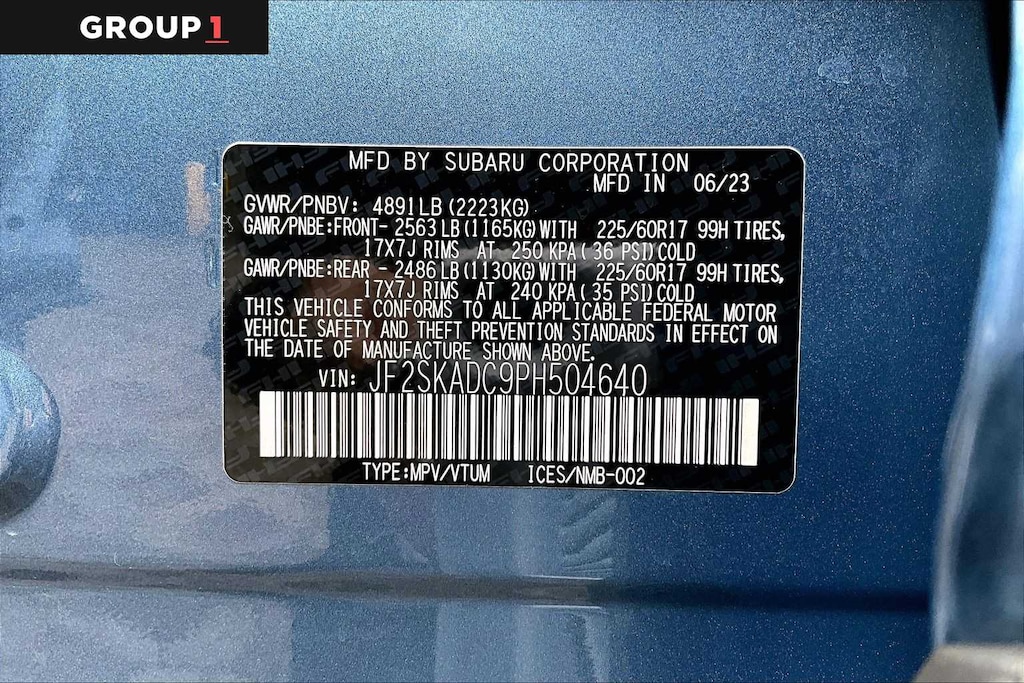 GROUP 1
MFD BY SUBARU CORPORATION
MFD IN 06/23
GVWR/PNBV: 4891LB(2223KG)
GAWR/PNBE:FRONT- 2563LB(1165KG)WITH 225/60R17 99H TIRES,
17X7J RIMS AT 250 KPA( 36 PSI)COLD
GAWR/PNBE:REAR - 2486LB(1130KG)WITH 225/60R17 99H TIRES,
17X7J RIMS AT 240 KPA( 35 PSI)COLD
THIS VEHICLE CONFORMS TO ALL APPLICABLE FEDERAL MOTOR
VEHICLE SAFETY AND THEFT PREVENTION STANDARDS IN EFFECT ON
THE DATE OF MANUFACTURE SHOWN ABOVE.
VIN: JF2SKADC9PH504640
TYPE:MPV/VTUM ICES/NMB-002